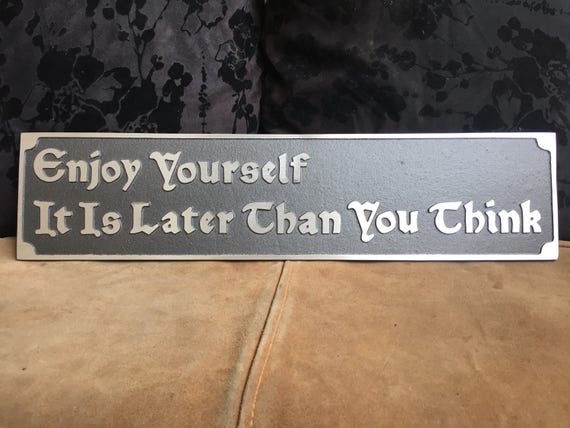 Enjoy Yourself
It Is Later Than You Think